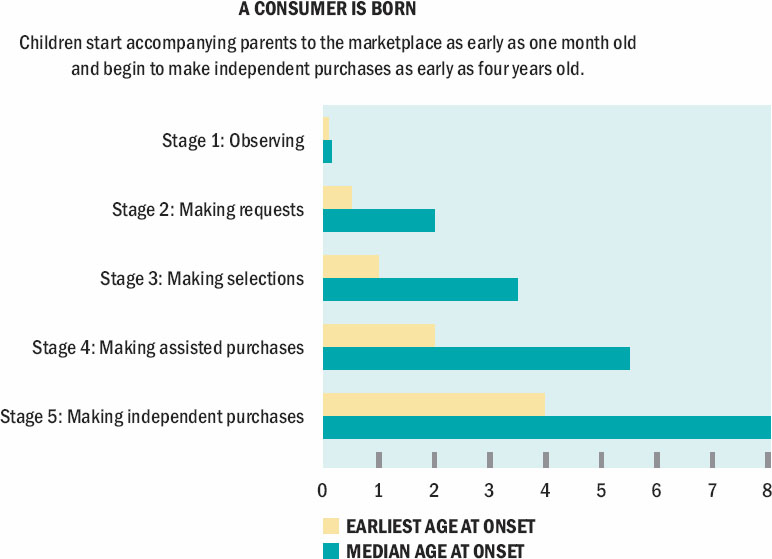 A CONSUMER IS BORN
Children start accompanying parents to the marketplace as early as one month old
and begin to make independent purchases as early as four years old.
Stage 1: Observing
Stage 2: Making requests
Stage 3: Making selections
Stage 4: Making assisted purchases
Stage 5: Making independent purchases
0 1 2 3 4 5 6 7 8
EARLIEST AGE AT ONSET
MEDIAN AGE AT ONSET